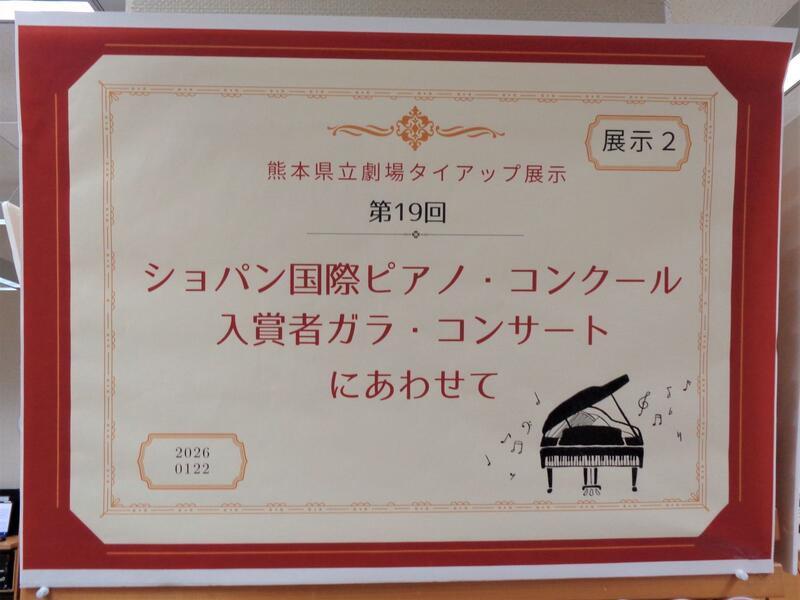 展示2
熊本県立劇場タイアップ展示
第19回
ショパン国際ピアノ・コンクール
入賞者ガラ・コンサート
にあわせて
2026
0122